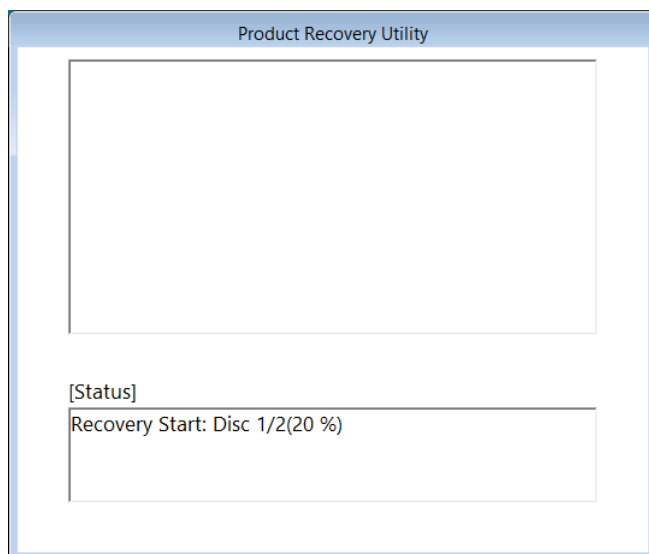 Product Recovery Utility
[Status]
Recovery Start: Disc 1/2(20 %)